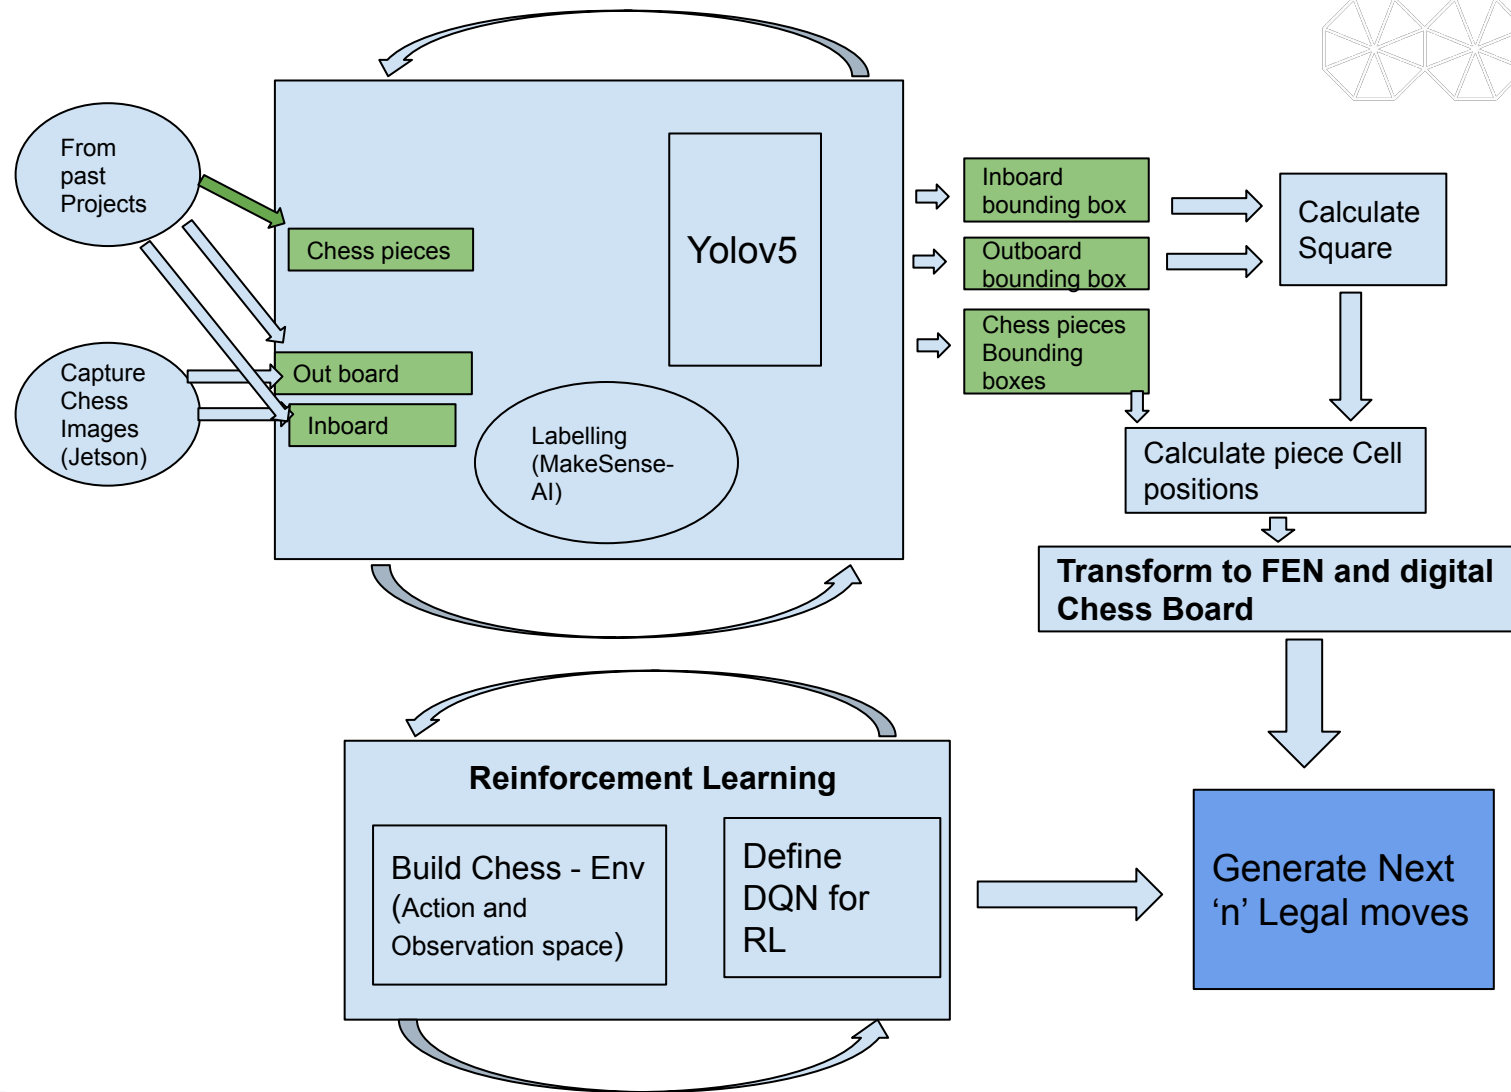 From
past
Projects
Chess pieces
Yolov5
Inboard
bounding box
Outboard
bounding box
Chess pieces
Bounding
boxes
Calculate
Square
Capture
Chess
Images
(Jetson)
Out board
Inboard
Labelling
(MakeSense-
AI)
Calculate piece Cell
positions
Transform to FEN and digital
Chess Board
Reinforcement Learning
Build Chess - Env
(Action and
Observation space)
Define
DQN for
RL
Generate Next
‘n’ Legal moves